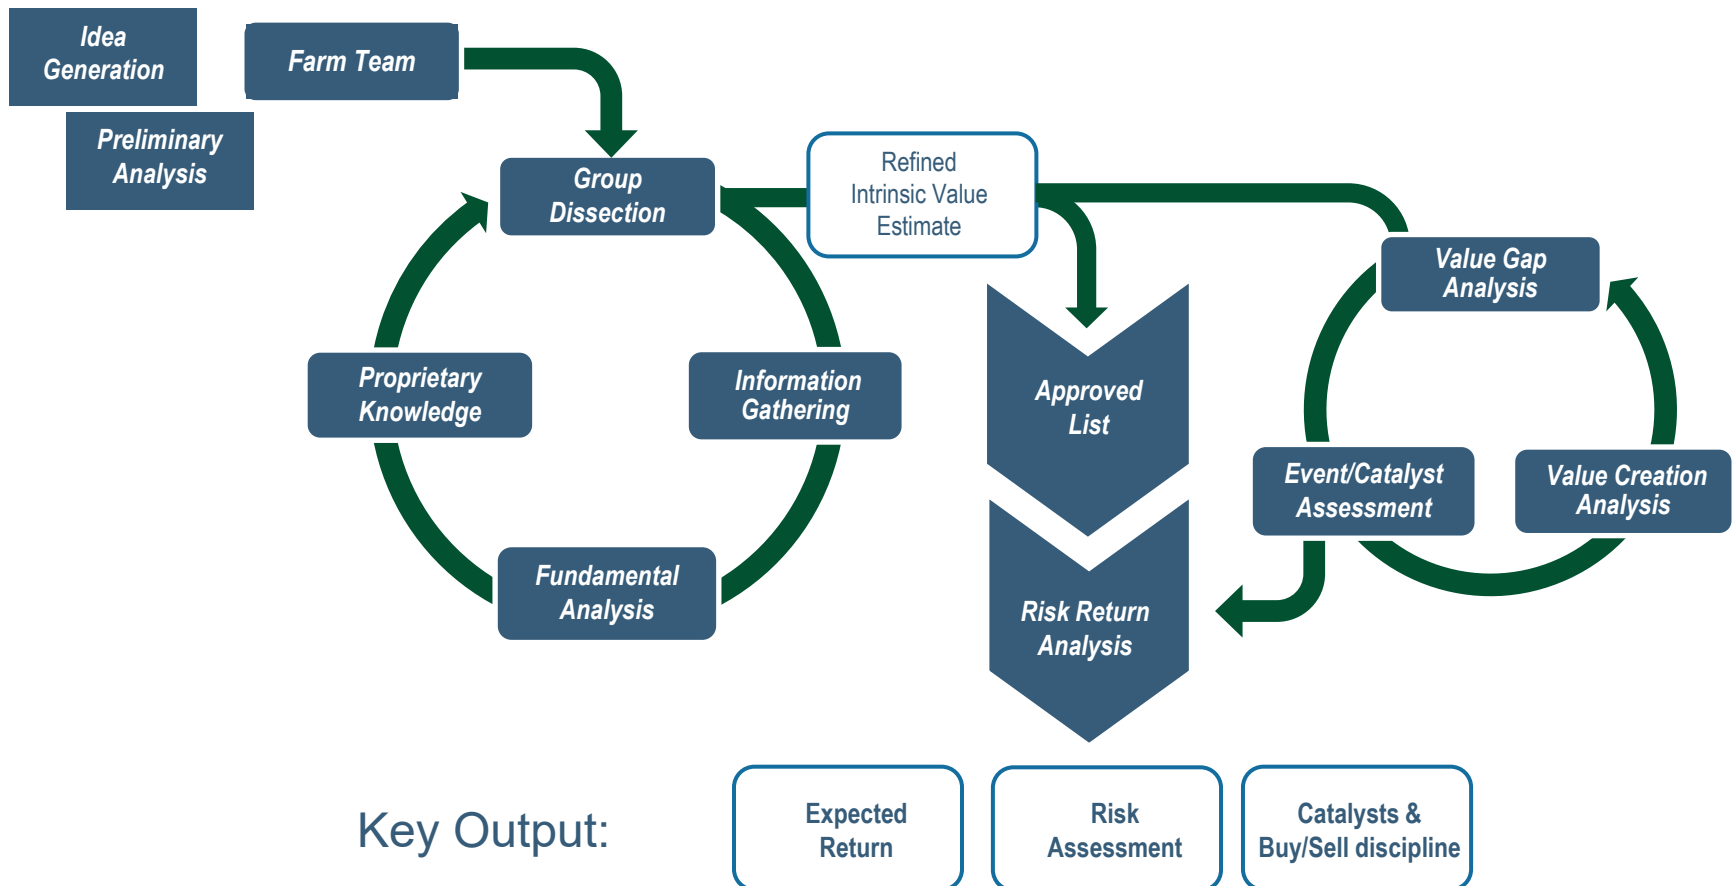 Idea
Generation
Farm Team
Preliminary
Analysis
Group
Dissection
Refined
Intrinsic Value
Estimate
Value Gap
Analysis
Proprietary
Knowledge
Information
Gathering
Approved
List
Event/Catalyst
Assessment
Value Creation
Analysis
Fundamental
Analysis
Risk Return
Analysis
Key Output:
Expected
Return
Risk
Assessment
Catalysts &
Buy/Sell discipline